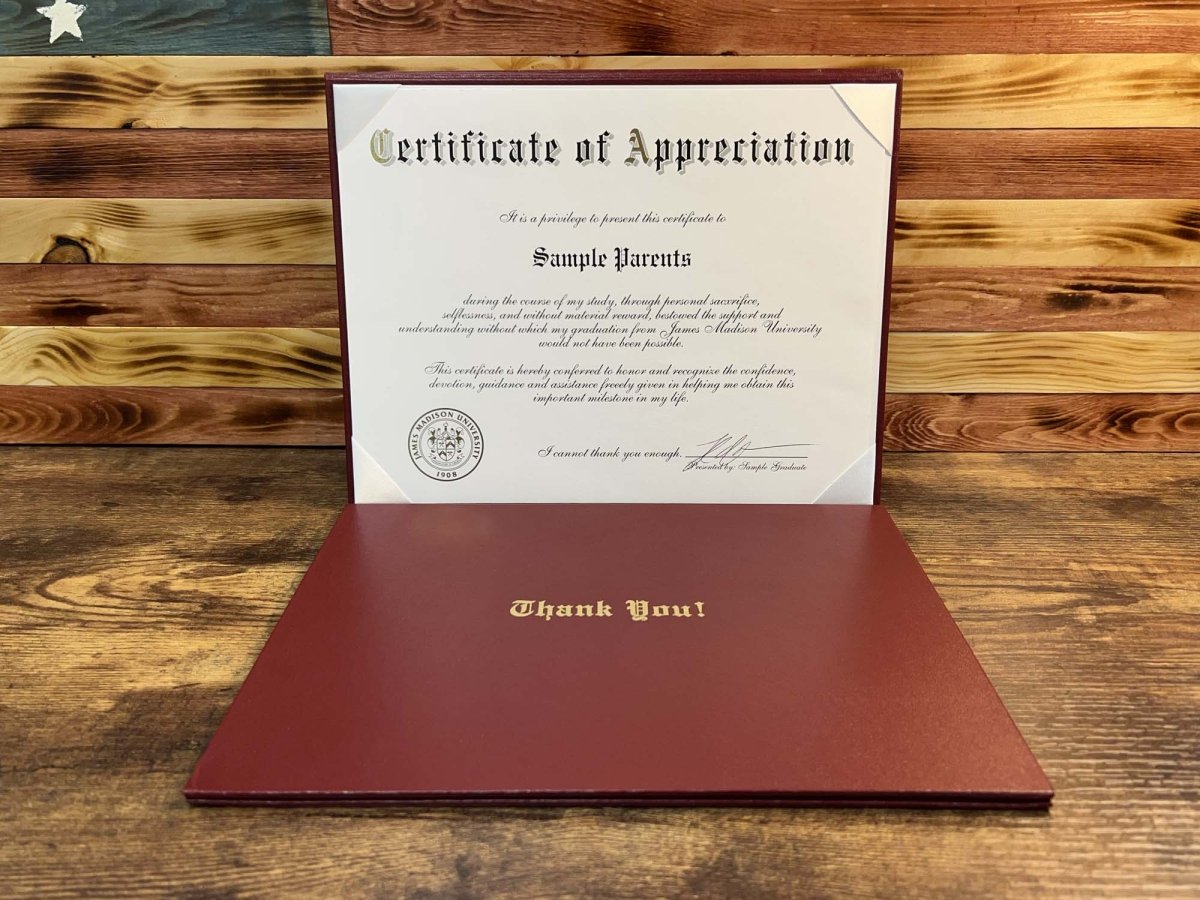 Certificate of Appreciation
It is a privilege to present this certificate to
Sample Parents
during the course of my study, through personal sacxrifice,
selflessness, and without material reward, bestowed the support and
understanding without which my graduation from James Madison University
would not have been possible.
This certificate is hereby conferred to honor and recognize the confidence,
devotion, guidance and assistance freely given in helping me obtain this
important milestone in my life.
JAMES MADISON UNIVERSITY
1908
I cannot thank you enough.
Presented by: Sample Graduate
Thank You!